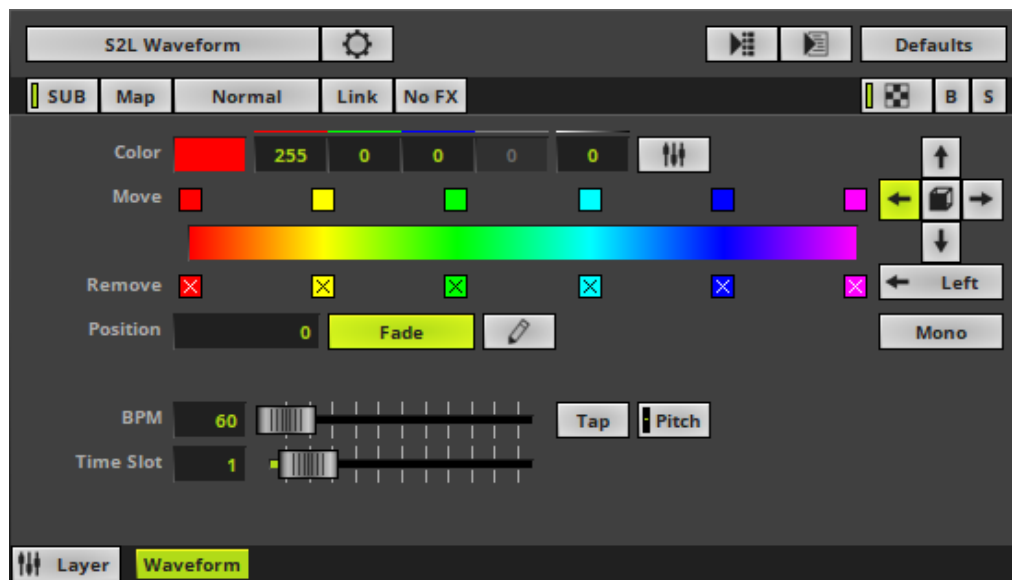 S2L Waveform Defaults
SUB Map Normal Link No FX B S
Color 255 0 0 0 0
Move
Remove Left
Position 0 Fade Mono
BPM 60 Tap Pitch
Time Slot 1
Layer Waveform